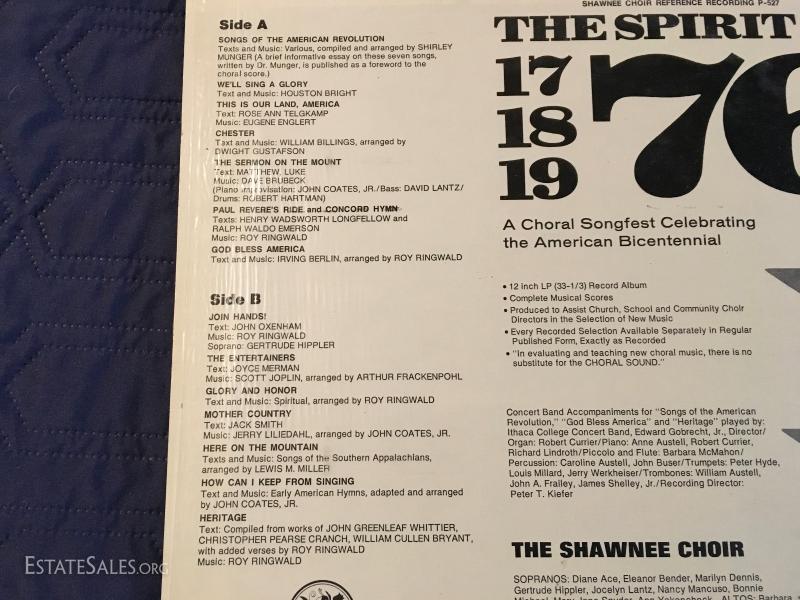 SHAWNEE CHOIR REFERENCE RECORDING P-527
Side A
SONGS OF THE AMERICAN REVOLUTION
Texts and Music: Various, compiled and arranged by SHIRLEY
MUNGER (A brief informative essay on these seven songs,
written by Dr. Munger, is published as a foreword to the
choral score.)
WE'LL SING A GLORY
Text and Music: HOUSTON BRIGHT
THIS IS OUR LAND, AMERICA
Text: ROSE ANN TELGKAMP
Music: EUGENE ENGLERT
CHESTER
Text and Music: WILLIAM BILLINGS, arranged by
DWIGHT GUSTAFSON
THE SERMON ON THE MOUNT
Text: MATTHEW, LUKE
Music: DAVE BRUBECK
(Piano Improvisation: JOHN COATES, JR./Bass: DAVID LANTZ/
Drums: ROBERT HARTMAN)
PAUL REVERE'S RIDE and CONCORD HYMN
Texts: HENRY WADSWORTH LONGFELLOW and
RALPH WALDO EMERSON
Music: ROY RINGWALD
GOD BLESS AMERICA
Text and Music: IRVING BERLIN, arranged by ROY RINGWALD
Side B
JOIN HANDS!
Text: JOHN OXENHAM
Music: ROY RINGWALD
Soprano: GERTRUDE HIPPLER
THE ENTERTAINERS
Text: JOYCE MERMAN
Music: SCOTT JOPLIN, arranged by ARTHUR FRACKENPOHL
GLORY AND HONOR
Text and Music: Spiritual, arranged by ROY RINGWALD
MOTHER COUNTRY
Text: JACK SMITH
Music: JERRY LILIEDAHL, arranged by JOHN COATES, JR.
HERE ON THE MOUNTAIN
Texts and Music: Songs of the Southern Appalachians,
arranged by LEWIS M. MILLER
HOW CAN I KEEP FROM SINGING
Text and Music: Early American Hymns, adapted and arranged
by JOHN COATES, JR.
HERITAGE
Text: Compiled from works of JOHN GREENLEAF WHITTIER,
CHRISTOPHER PEARSE CRANCH, WILLIAM CULLEN BRYANT,
with added verses by ROY RINGWALD
Music: ROY RINGWALD
THE SPIRIT
17
18
19
76
A Choral Songfest Celebrating
the American Bicentennial
• 12 inch LP (33-1/3) Record Album
• Complete Musical Scores
• Produced to Assist Church, School and Community Choir
Directors in the Selection of New Music
• Every Recorded Selection Available Separately in Regular
Published Form, Exactly as Recorded
• "In evaluating and teaching new choral music, there is no
substitute for the CHORAL SOUND."
Concert Band Accompaniments for "Songs of the American
Revolution," "God Bless America" and "Heritage" played by:
Ithaca College Concert Band, Edward Gobrecht, Jr., Director/
Organ: Robert Currier/Piano: Anne Austell, Robert Currier,
Richard Lindroth/Piccolo and Flute: Barbara McMahon/
Percussion: Caroline Austell, John Buser/Trumpets: Peter Hyde,
Louis Millard, Jerry Werkheiser/Trombones: William Austell,
John A. Frailey, James Shelley, Jr./Recording Director:
Peter T. Kiefer
THE SHAWNEE CHOIR
SOPRANOS: Diane Ace, Eleanor Bender, Marilyn Dennis,
Gertrude Hippler, Jocelyn Lantz, Nancy Mancuso, Bonnie
ESTATESALES.ORG